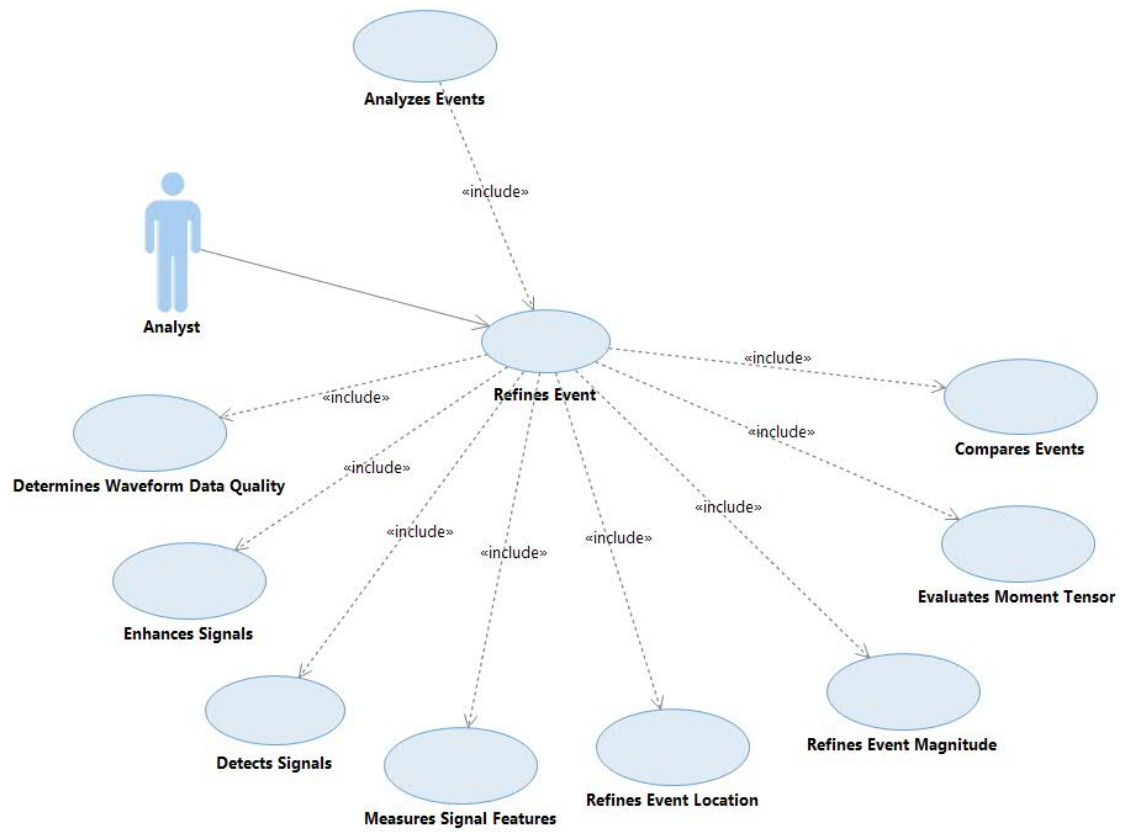 Analyzes Events
«include»
Analyst
«include»
Refines Event
«include»
«include»
Compares Events
«include»
Determines Waveform Data Quality
«include»
«include»
«include»
«include»
«include»
Evaluates Moment Tensor
Enhances Signals
Refines Event Magnitude
Detects Signals
Refines Event Location
Measures Signal Features